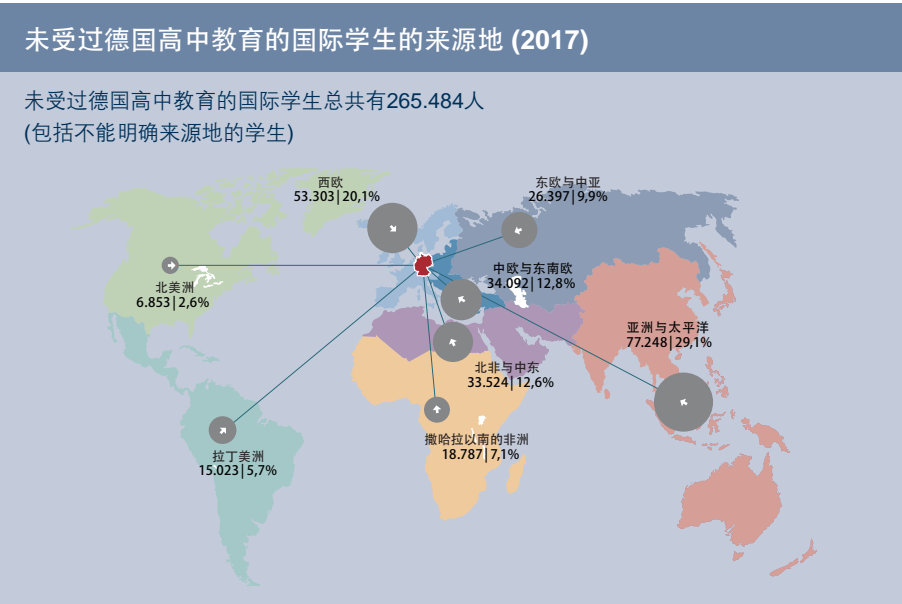 未受过德国高中教育的国际学生的来源地 (2017)
未受过德国高中教育的国际学生总共有265.484人
(包括不能明确来源地的学生)
西欧
53.303|20,1%
东欧与中亚
26.397|9,9%
北美洲
6.853|2,6%
中欧与东南欧
34.092|12,8%
亚洲与太平洋
77.248|29,1%
北非与中东
33.524|12,6%
撒哈拉以南的非洲
18.787|7,1%
拉丁美洲
15.023|5,7%